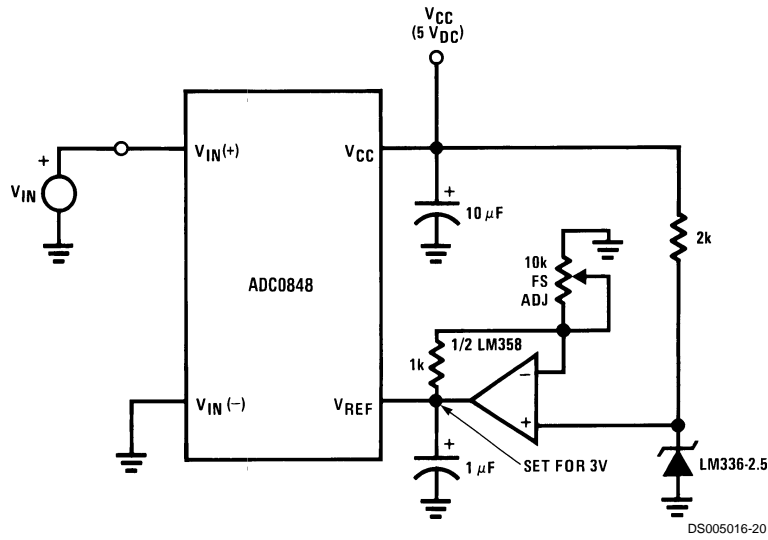 VCC
(5 VDC)
+
VIN(+)
VCC
VIN
+
10 µF
2k
10k
FS
ADJ
ADC0848
1/2 LM358
1k
–
VIN(–)
VREF
+
+
1 µF
SET FOR 3V
LM336-2.5
DS005016-20